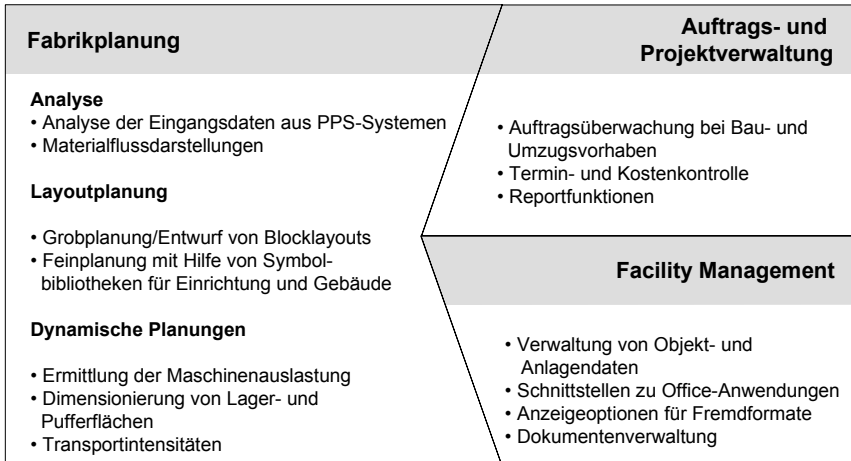 Fabrikplanung
Analyse
• Analyse der Eingangsdaten aus PPS-Systemen
• Materialflussdarstellungen
Layoutplanung
• Grobplanung/Entwurf von Blocklayouts
• Feinplanung mit Hilfe von Symbol-
bibliotheken für Einrichtung und Gebäude
Dynamische Planungen
• Ermittlung der Maschinenauslastung
• Dimensionierung von Lager- und
Pufferflächen
• Transportintensitäten
Auftrags- und
Projektverwaltung
• Auftragsüberwachung bei Bau- und
Umzugsvorhaben
• Termin- und Kostenkontrolle
• Reportfunktionen
Facility Management
• Verwaltung von Objekt- und
Anlagendaten
• Schnittstellen zu Office-Anwendungen
• Anzeigeoptionen für Fremdformate
• Dokumentenverwaltung